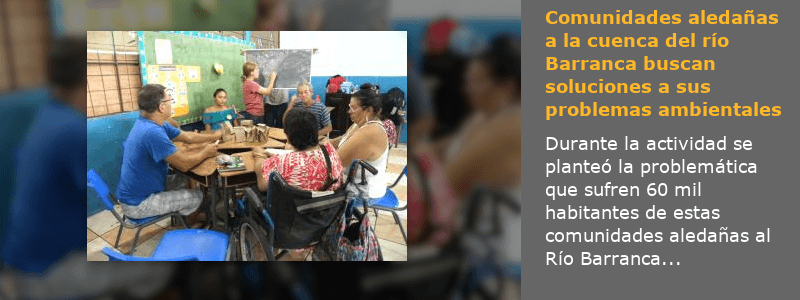 Comunidades aledañas
a la cuenca del río
Barranca buscan
soluciones a sus
problemas ambientales
Durante la actividad se
planteó la problemática
que sufren 60 mil
habitantes de estas
comunidades aledañas al
Río Barranca...